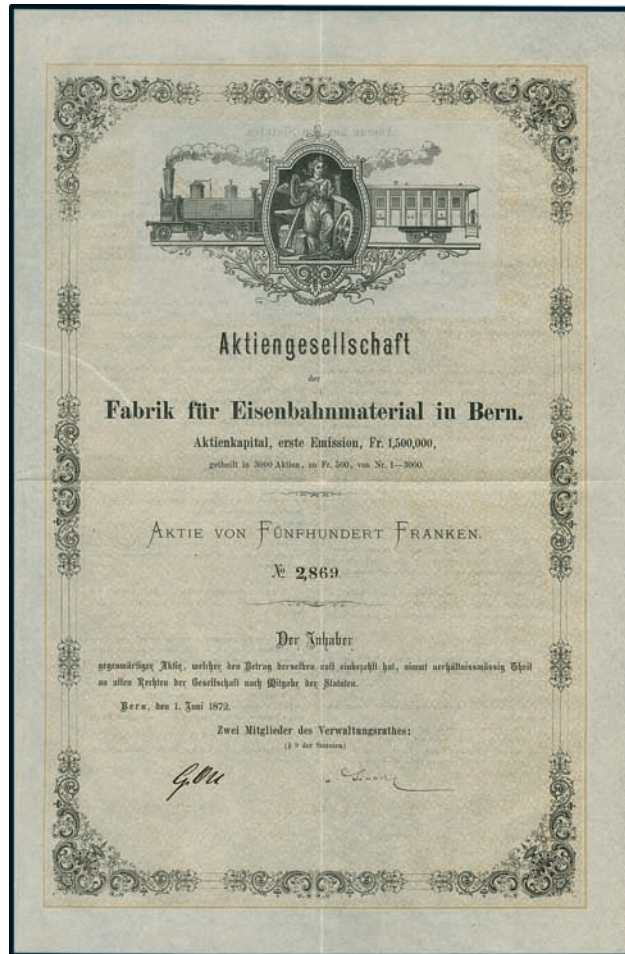 Aktiengesellschaft
der
Fabrik für Eisenbahnmaterial in Bern.
Aktienkapital, erste Emission, Fr. 1,500,000,
getheilt in 3000 Aktien, zu Fr. 500, von Nr. 1—3000.
AKTIE VON FÜNFHUNDERT FRANKEN.
№ 2,869
Der Inhaber
gegenwärtiger Aktie, welcher den Betrag derselben voll einbezahlt hat, nimmt verhältnissmässig Theil
an allen Rechten der Gesellschaft nach Mitgabe der Statuten.
Bern, den 1. Juni 1872.
Zwei Mitglieder des Verwaltungsrathes:
(§ 9 der Statuten)
G. Ott